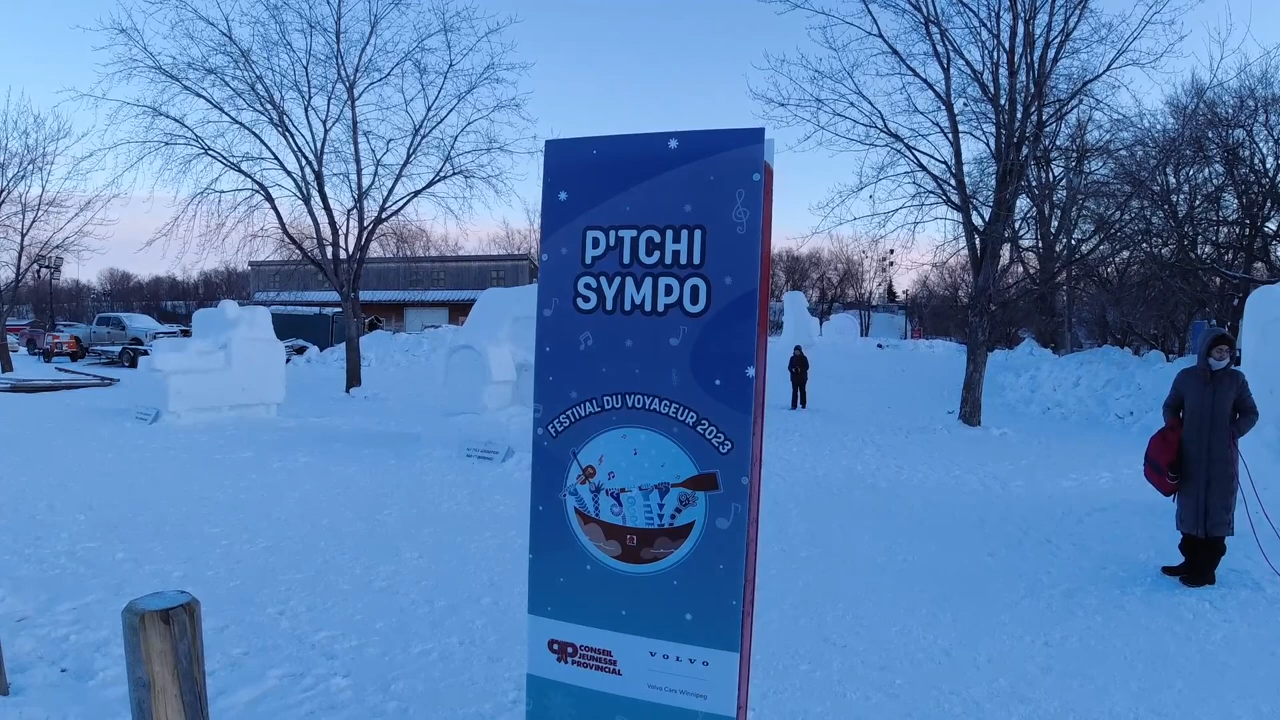 P'TCHI
SYMPO
FESTIVAL DU VOYAGEUR 2023
CONSEIL
JEUNESSE
PROVINCIAL
VOLVO
Volvo Cars Winnipeg